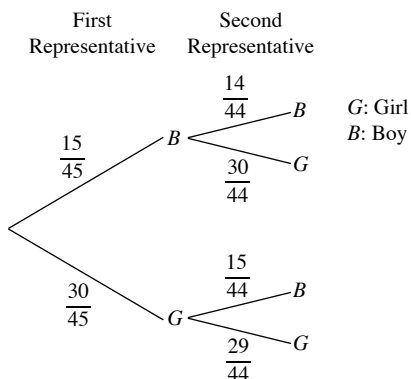 First Representative
Second Representative
14/44
B
G: Girl
B: Boy
15/45
B
30/44
G
15/44
B
30/45
G
29/44
G